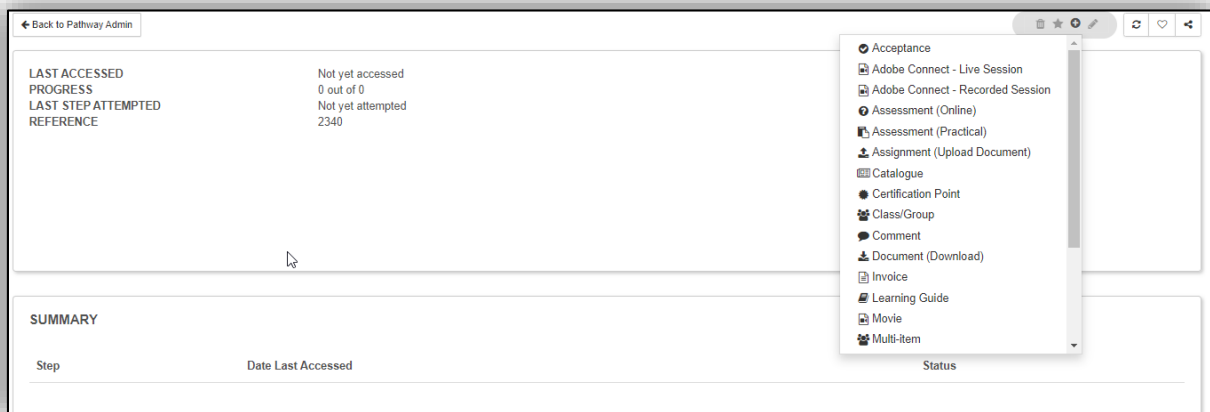 Back to Pathway Admin
LAST ACCESSED Not yet accessed
PROGRESS 0 out of 0
LAST STEP ATTEMPTED Not yet attempted
REFERENCE 2340
Acceptance
Adobe Connect - Live Session
Adobe Connect - Recorded Session
Assessment (Online)
Assessment (Practical)
Assignment (Upload Document)
Catalogue
Certification Point
Class/Group
Comment
Document (Download)
Invoice
Learning Guide
Movie
Multi-item
SUMMARY
Step Date Last Accessed Status